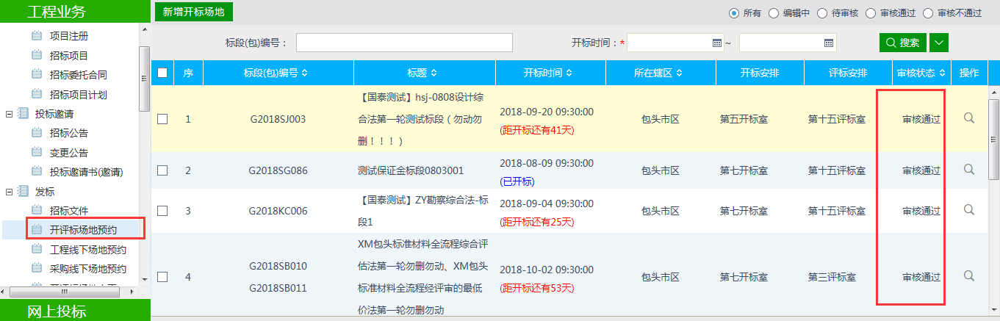 工程业务
项目注册
招标项目
招标委托合同
招标项目计划
投标邀请
招标公告
变更公告
投标邀请书(邀请)
发标
招标文件
开评标场地预约
工程线下场地预约
采购线下场地预约
网上投标
新增开标场地
所有 编辑中 待审核 审核通过 审核不通过
标段(包)编号： 开标时间：* ~ 搜索
序 标段(包)编号 标题 开标时间 所在辖区 开标安排 评标安排 审核状态 操作
1 G2018SJ003 【国泰测试】hsj-0808设计综
合法第一轮测试标段（勿动勿
删！！！）
2018-09-20 09:30:00
(距开标还有41天)
包头市区 第五开标室 第十五评标室 审核通过
2 G2018SG086 测试保证金标段0803001
2018-08-09 09:30:00
(已开标)
包头市区 第七开标室 第十五评标室 审核通过
3 G2018KC006 【国泰测试】ZY勘察综合法-标
段1
2018-09-04 09:30:00
(距开标还有25天)
包头市区 第七开标室 第十五评标室 审核通过
4 G2018SB010
G2018SB011
XM包头标准材料全流程综合评
估法第一轮勿删勿动、XM包头
标准材料全流程经评审的最低
价法第一轮勿删勿动
2018-10-02 09:30:00
(距开标还有53天)
包头市区 第七开标室 第三评标室 审核通过